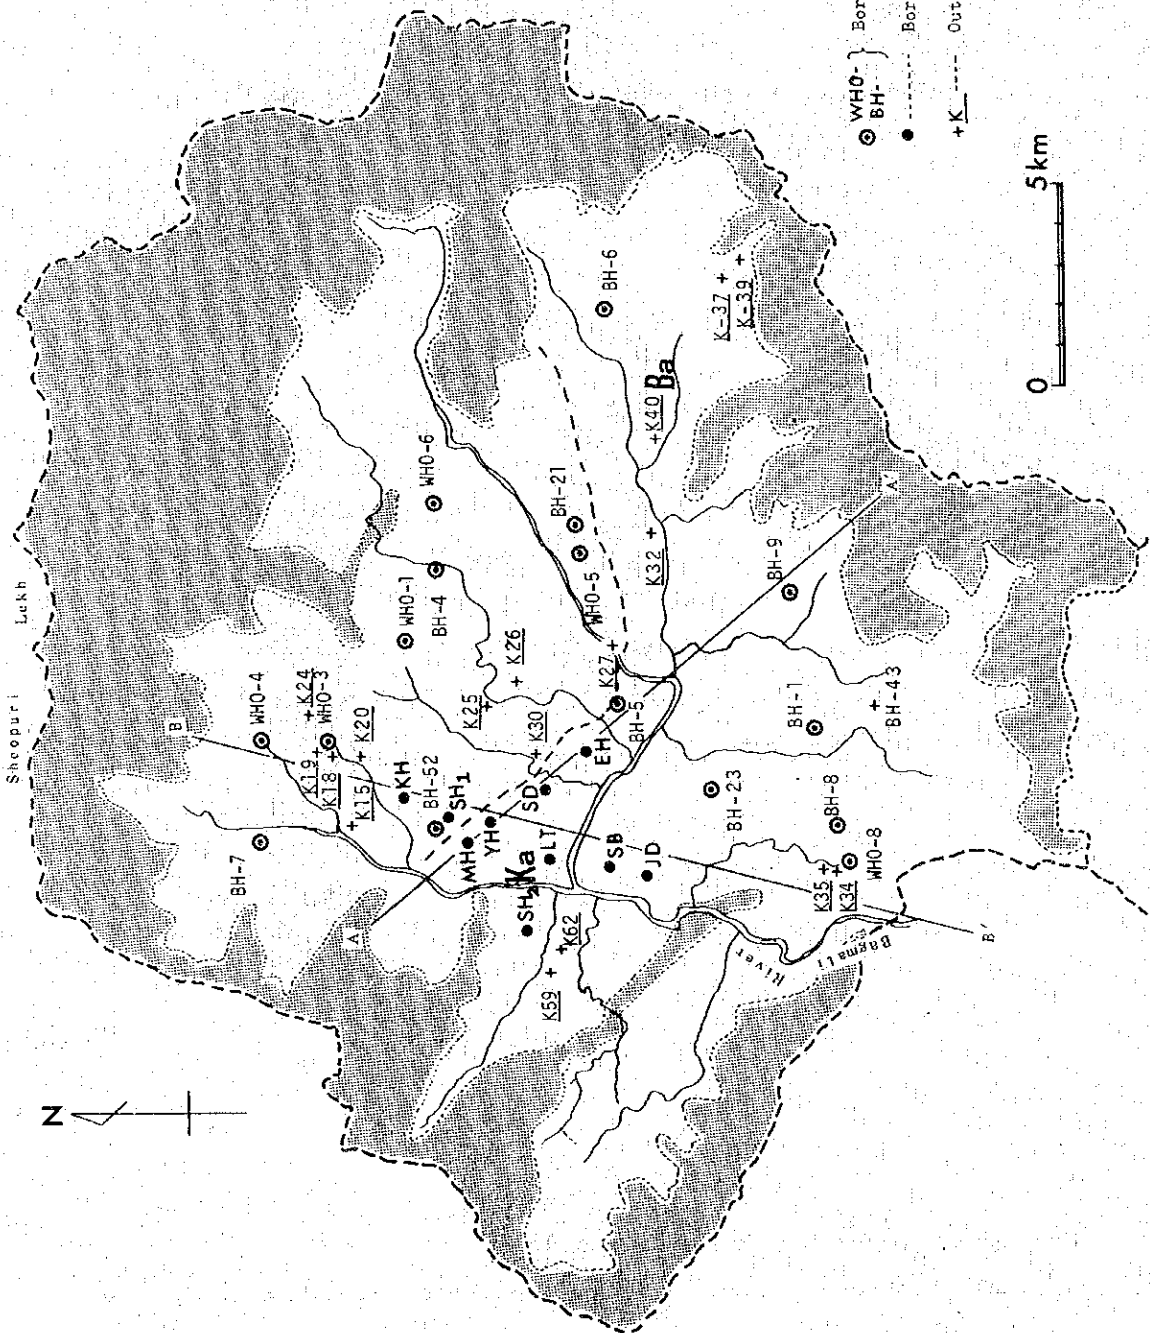 Sheopuri Lekh
N
BH-7
WHO-4
B
K24
WHO-3
K19
K18
K20
K15
KH
BH-52
SH1
MH
YH
A
SH2
Ka
LT
SD
EH
K30
K25
K26
WHO-1
BH-4
WHO-6
BH-21
WHO-5
K27
BH-5
K32
K40
Ba
BH-6
K-37
K-39
A'
BH-9
BH-1
BH-43
BH-23
BH-8
WHO-8
K35
K34
SB
JD
K62
K59
B'
Bagmati
River
WHO- } Bor
BH--
------ Bor
+K ---- Out
0 5km